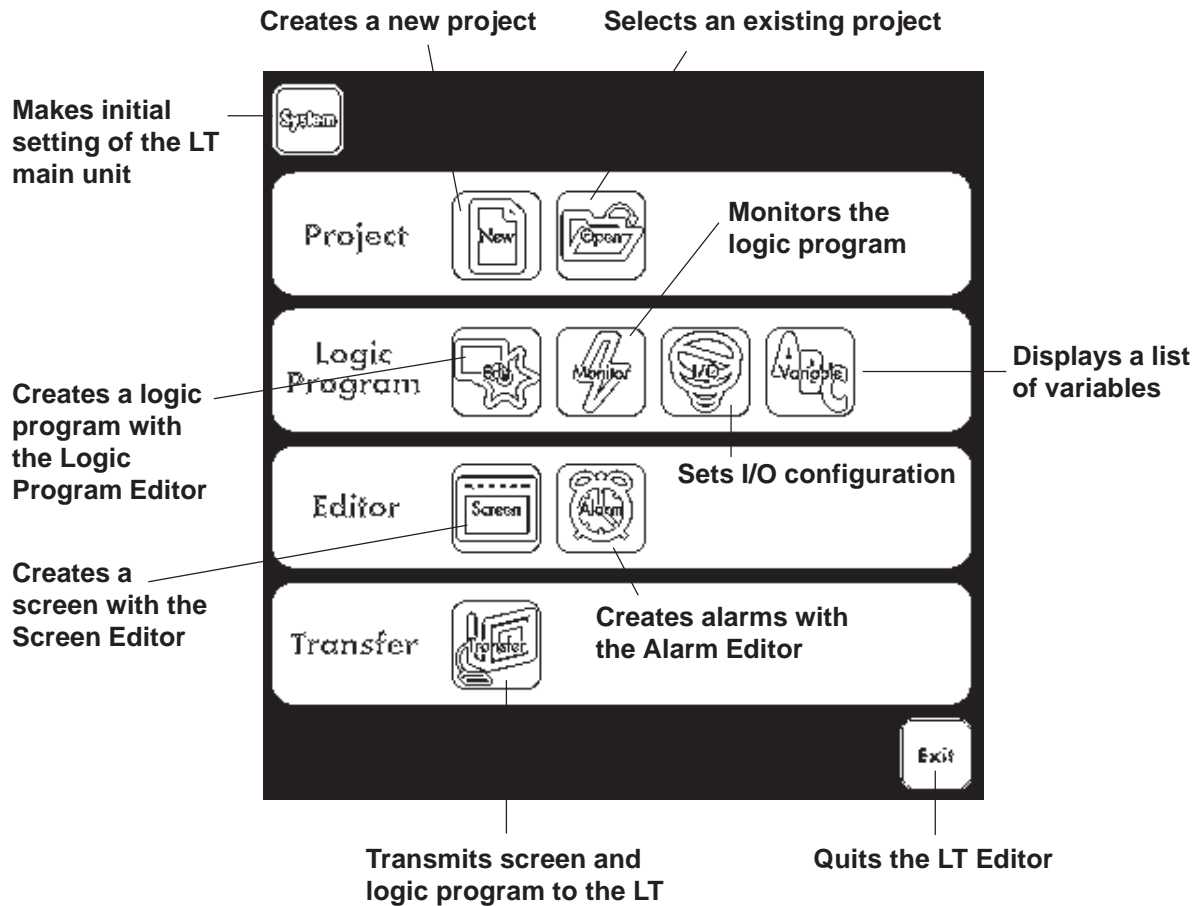 Creates a new project
Selects an existing project
Makes initial
setting of the LT
main unit
System
Project
New
Open
Monitors the
logic program
Logic
Program
Edit
Monitor
I/O
Variable
Displays a list
of variables
Creates a logic
program with
the Logic
Program Editor
Sets I/O configuration
Editor
Screen
Alarm
Creates a
screen with the
Screen Editor
Creates alarms with
the Alarm Editor
Transfer
Transfer
Exit
Transmits screen and
logic program to the LT
Quits the LT Editor